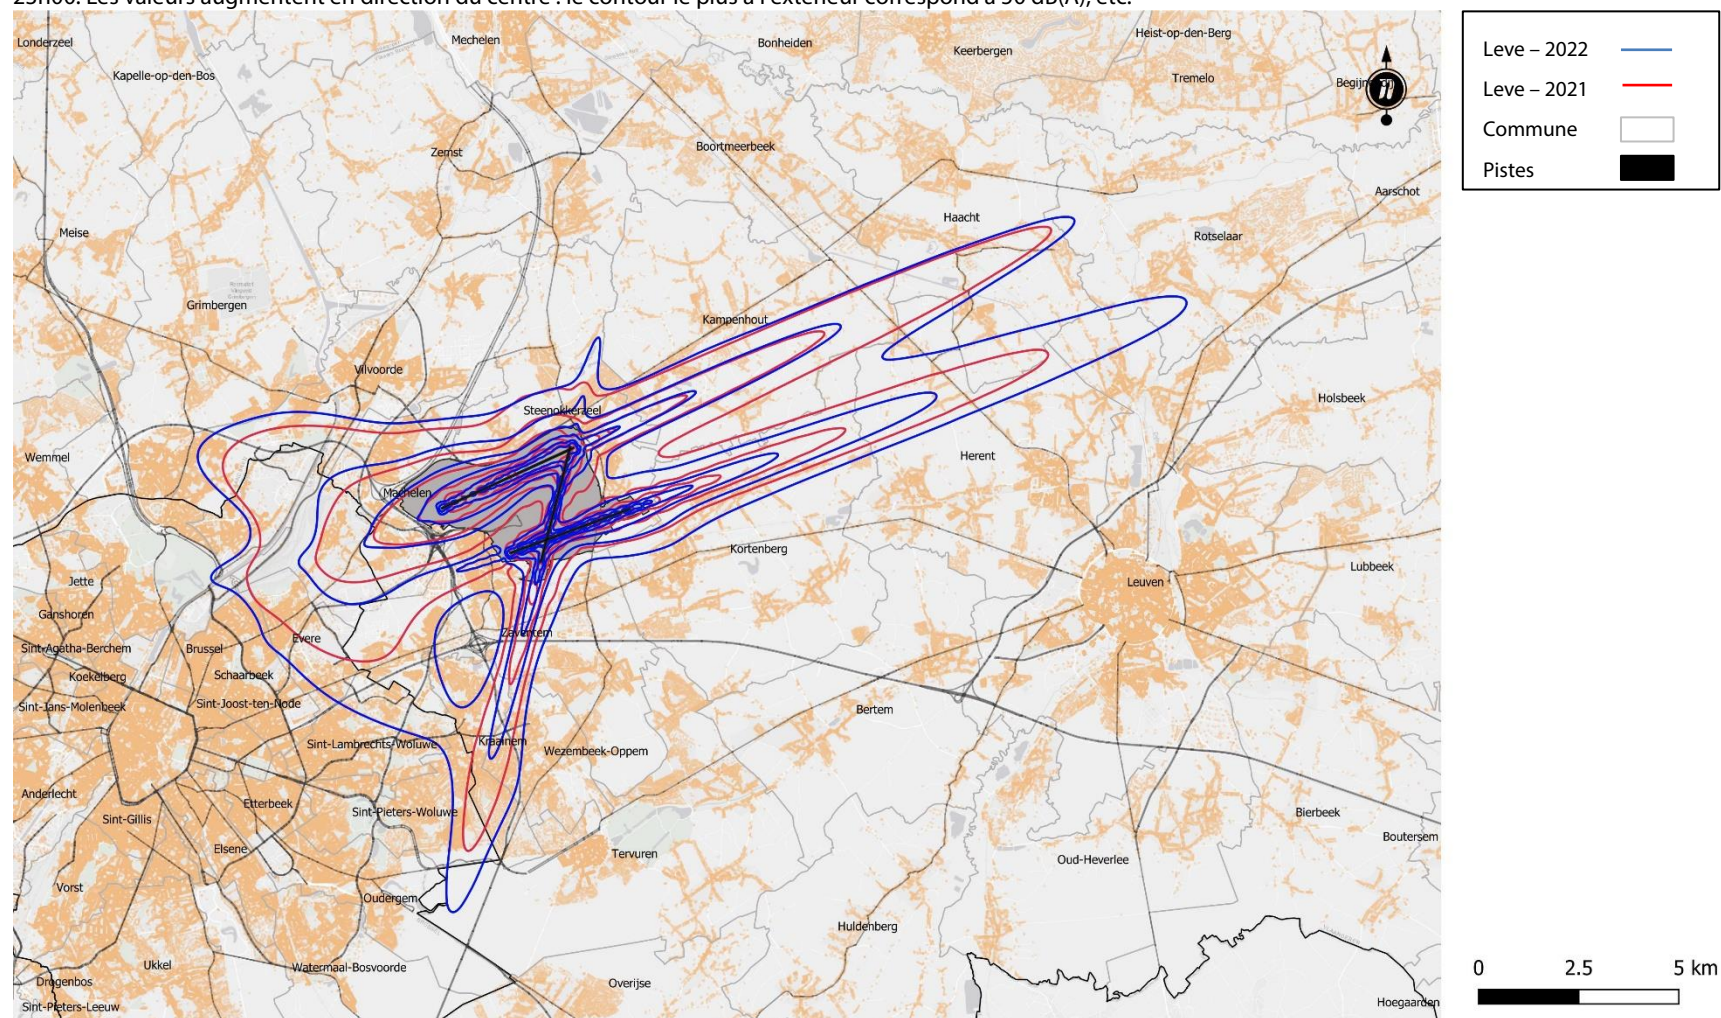 23h00. Les valeurs augmentent en direction du centre : le contour le plus à l'extérieur correspond à 50 dB(A), etc.
Londerzeel
Mechelen
Bonheiden
Keerbergen
Heist-op-den-Berg
Kapelle-op-den-Bos
Tremelo
Zemst
Boortmeerbeek
Aarschot
Meise
Haacht
Rotselaar
Grimbergen
Kampenhout
Vilvoorde
Steenokkerzeel
Holsbeek
Wemmel
Herent
Machelen
Kortenberg
Jette
Leuven
Lubbeek
Ganshoren
Zaventem
Evere
Sint-Agatha-Berchem
Brussel
Koekelberg
Schaarbeek
Sint-Jans-Molenbeek
Sint-Joost-ten-Node
Bertem
Sint-Lambrechts-Woluwe
Kraainem
Wezembeek-Oppem
Anderlecht
Etterbeek
Sint-Pieters-Woluwe
Bierbeek
Sint-Gillis
Boutersem
Elsene
Tervuren
Oud-Heverlee
Vorst
Oudergem
Huldenberg
Ukkel
Watermaal-Bosvoorde
Drogenbos
Overijse
Sint-Pieters-Leeuw
Hoegaarden
Leve – 2022
Leve – 2021
Commune
Pistes
0 2.5 5 km